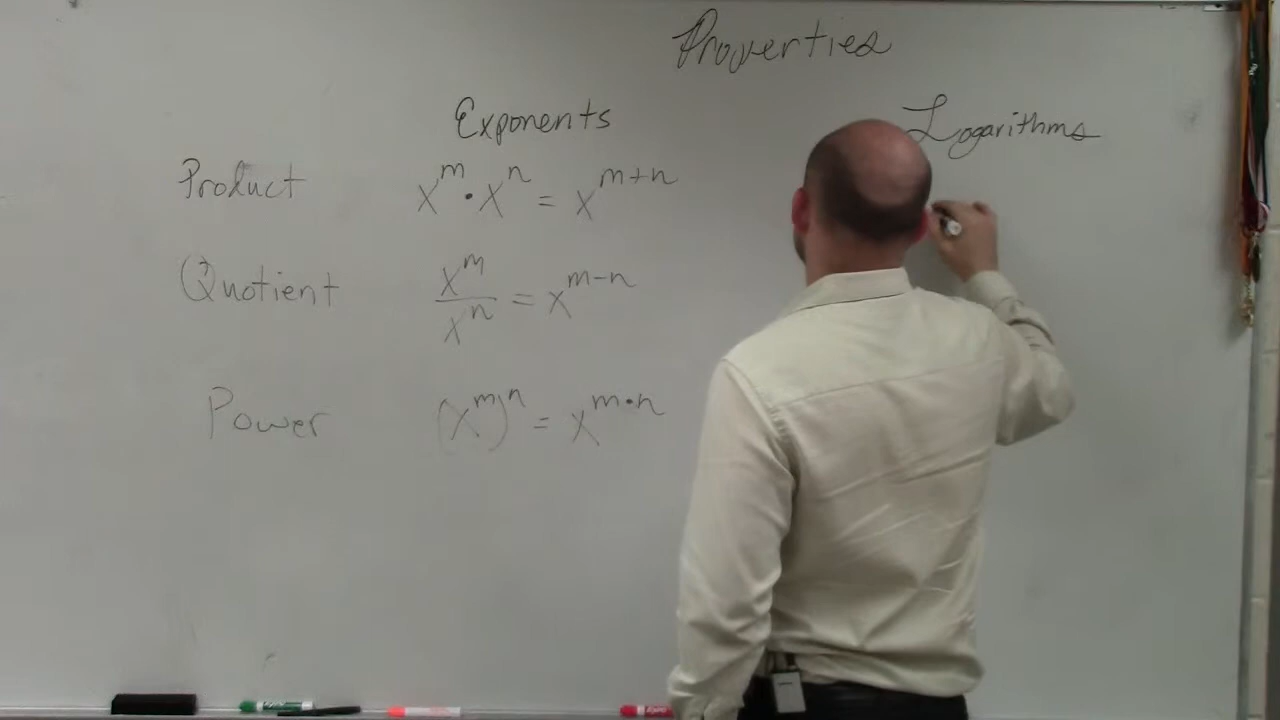 Properties
Exponents Logarithms
Product x^m · x^n = x^{m+n}
Quotient x^m / x^n = x^{m-n}
Power (x^m)^n = x^{m·n}